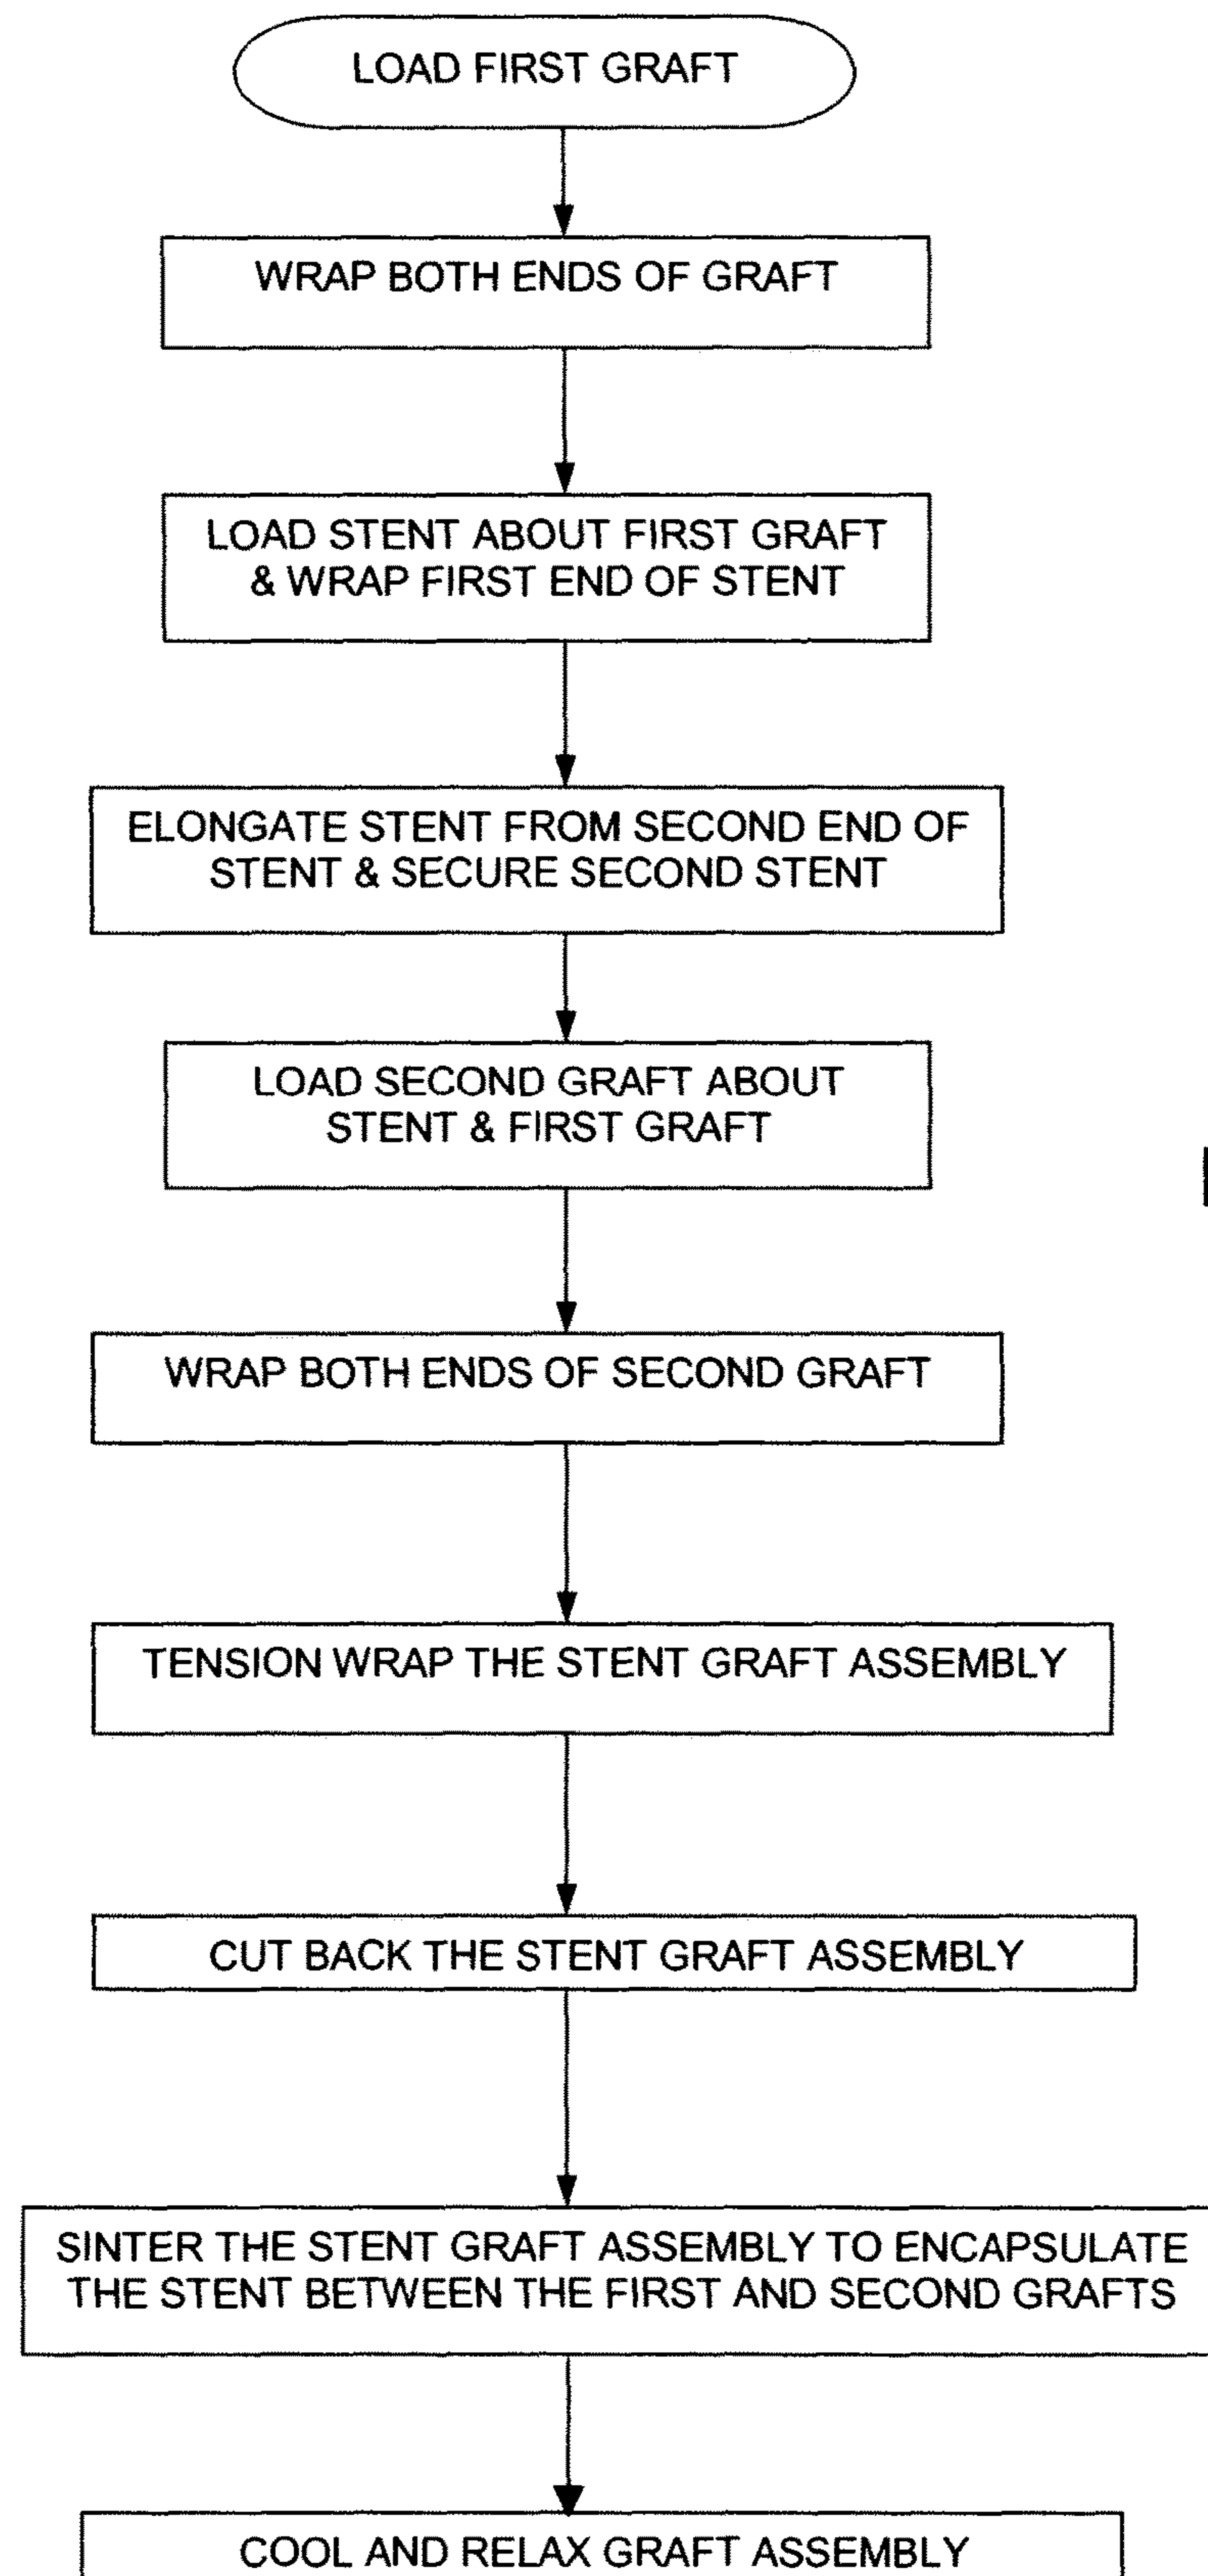 LOAD FIRST GRAFT
WRAP BOTH ENDS OF GRAFT
LOAD STENT ABOUT FIRST GRAFT
& WRAP FIRST END OF STENT
ELONGATE STENT FROM SECOND END OF
STENT & SECURE SECOND STENT
LOAD SECOND GRAFT ABOUT
STENT & FIRST GRAFT
WRAP BOTH ENDS OF SECOND GRAFT
TENSION WRAP THE STENT GRAFT ASSEMBLY
CUT BACK THE STENT GRAFT ASSEMBLY
SINTER THE STENT GRAFT ASSEMBLY TO ENCAPSULATE
THE STENT BETWEEN THE FIRST AND SECOND GRAFTS
COOL AND RELAX GRAFT ASSEMBLY